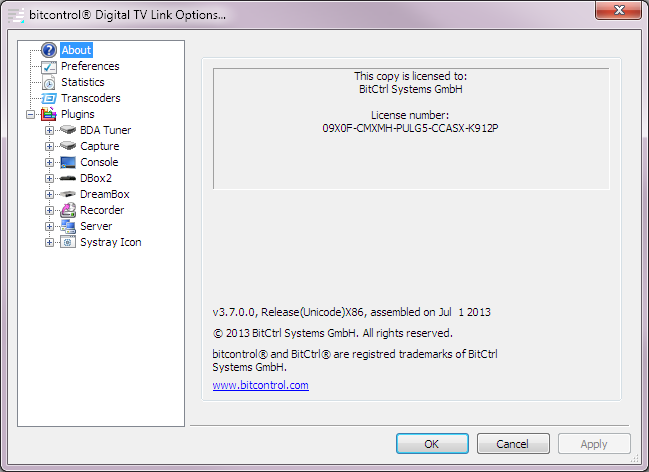 bitcontrol® Digital TV Link Options...
About
Preferences
Statistics
Transcoders
Plugins
BDA Tuner
Capture
Console
DBox2
DreamBox
Recorder
Server
Systray Icon
This copy is licensed to:
BitCtrl Systems GmbH
License number:
09X0F-CMXMH-PULG5-CCASX-K912P
v3.7.0.0, Release(Unicode)X86, assembled on Jul  1 2013
© 2013 BitCtrl Systems GmbH. All rights reserved.
bitcontrol® and BitCtrl® are registred trademarks of BitCtrl
Systems GmbH.
www.bitcontrol.com
OK
Cancel
Apply